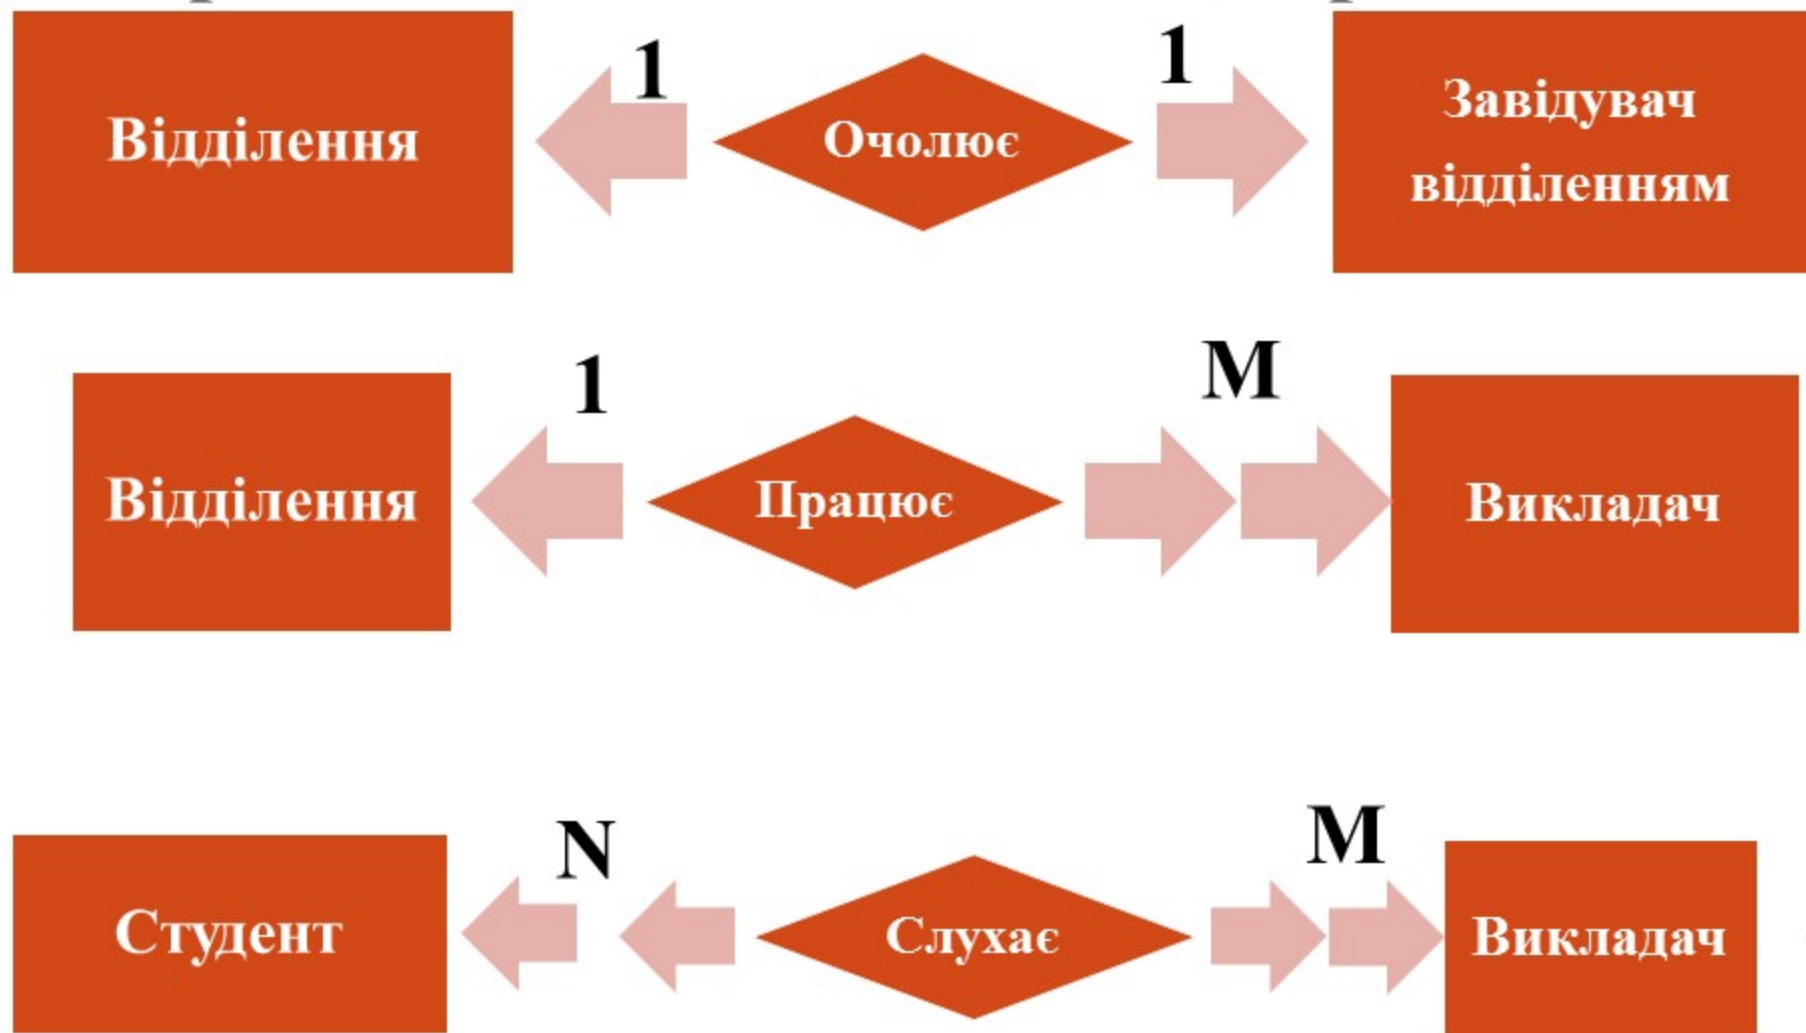 1
1
Відділення
Очолює
Завідувач
відділенням
1
М
Відділення
Працює
Викладач
N
М
Студент
Слухає
Викладач